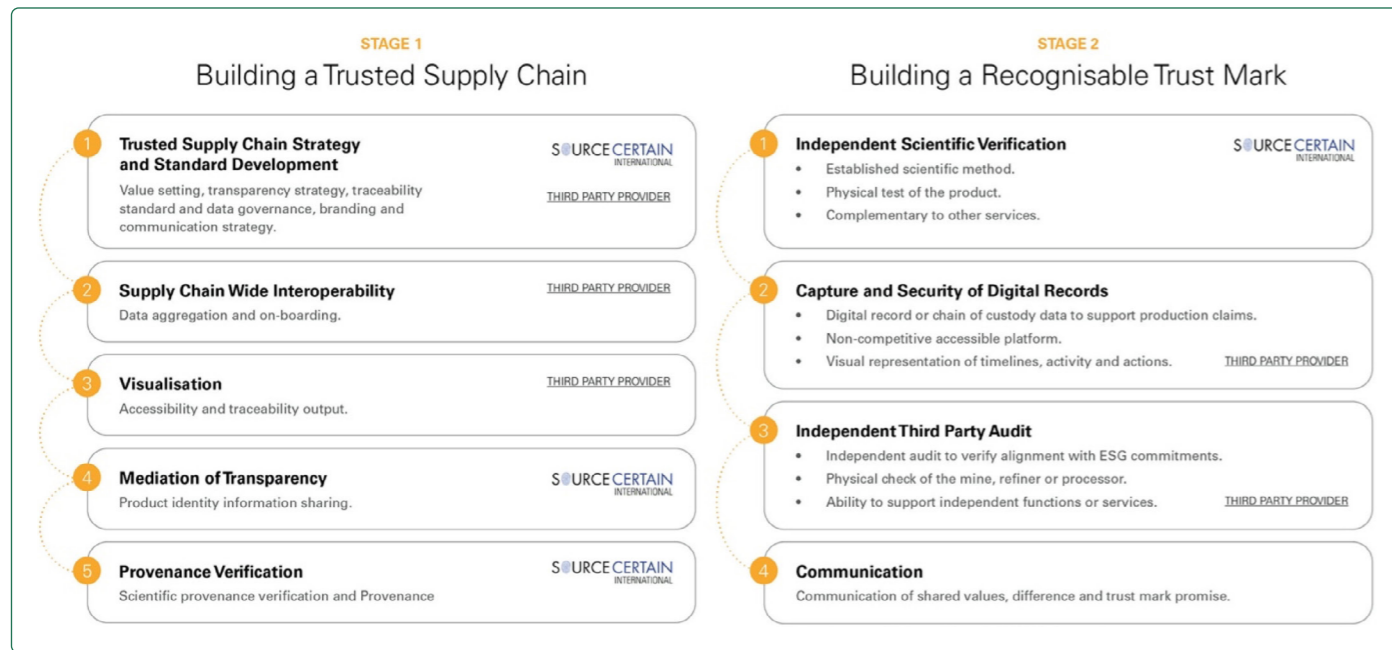 STAGE 1
Building a Trusted Supply Chain
1
Trusted Supply Chain Strategy
and Standard Development
SOURCE CERTAIN
INTERNATIONAL
Value setting, transparency strategy, traceability
standard and data governance, branding and
communication strategy.
THIRD PARTY PROVIDER
2
Supply Chain Wide Interoperability
THIRD PARTY PROVIDER
Data aggregation and on-boarding.
3
Visualisation
THIRD PARTY PROVIDER
Accessibility and traceability output.
4
Mediation of Transparency
SOURCE CERTAIN
INTERNATIONAL
Product identity information sharing.
5
Provenance Verification
SOURCE CERTAIN
INTERNATIONAL
Scientific provenance verification and Provenance
STAGE 2
Building a Recognisable Trust Mark
1
Independent Scientific Verification
SOURCE CERTAIN
INTERNATIONAL
• Established scientific method.
• Physical test of the product.
• Complementary to other services.
2
Capture and Security of Digital Records
• Digital record or chain of custody data to support production claims.
• Non-competitive accessible platform.
• Visual representation of timelines, activity and actions.
THIRD PARTY PROVIDER
3
Independent Third Party Audit
• Independent audit to verify alignment with ESG commitments.
• Physical check of the mine, refiner or processor.
• Ability to support independent functions or services.
THIRD PARTY PROVIDER
4
Communication
Communication of shared values, difference and trust mark promise.